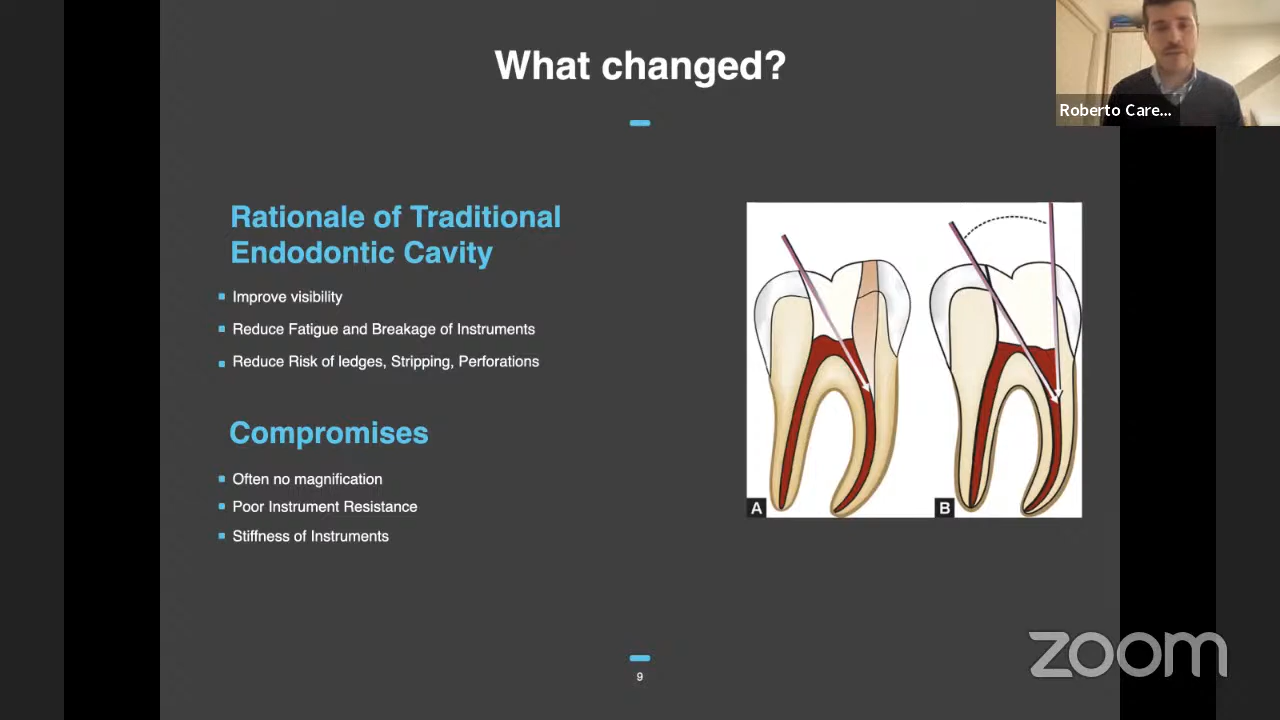 What changed?
Roberto Care...
Rationale of Traditional
Endodontic Cavity
Improve visibility
Reduce Fatigue and Breakage of Instruments
Reduce Risk of ledges, Stripping, Perforations
Compromises
Often no magnification
Poor Instrument Resistance
Stiffness of Instruments
A
B
zoom
9